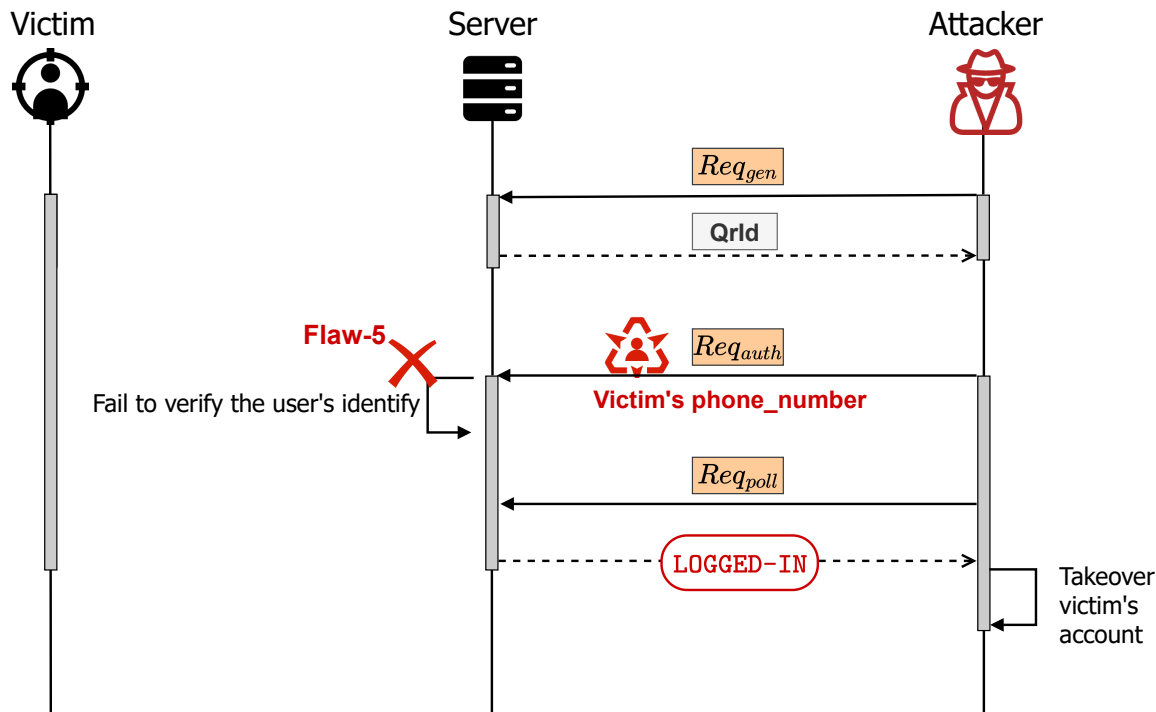 Victim
Server
Attacker
Req_gen
QrId
Flaw-5
Req_auth
Fail to verify the user's identify
Victim's phone_number
Req_poll
LOGGED-IN
Takeover
victim's
account